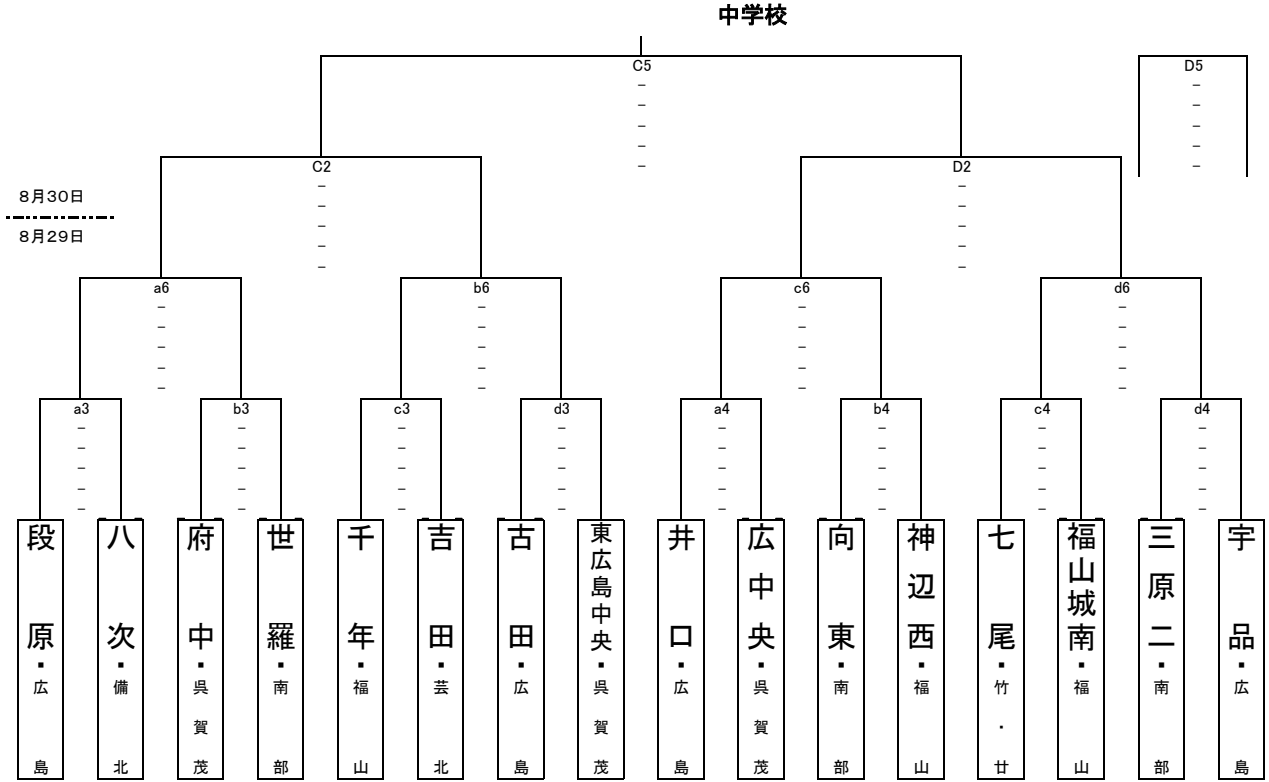 中学校
C5
D5
C2
D2
8月30日
8月29日
a6
b6
c6
d6
a3
b3
c3
d3
a4
b4
c4
d4
段原・広島
八次・備北
府中・呉賀茂
世羅・南部
千年・福山
吉田・芸北
古田・広島
東広島中央・呉賀茂
井口・広島
広中央・呉賀茂
向東・南部
神辺西・福山
七尾・竹・廿
福山城南・福山
三原二・南部
宇品・広島